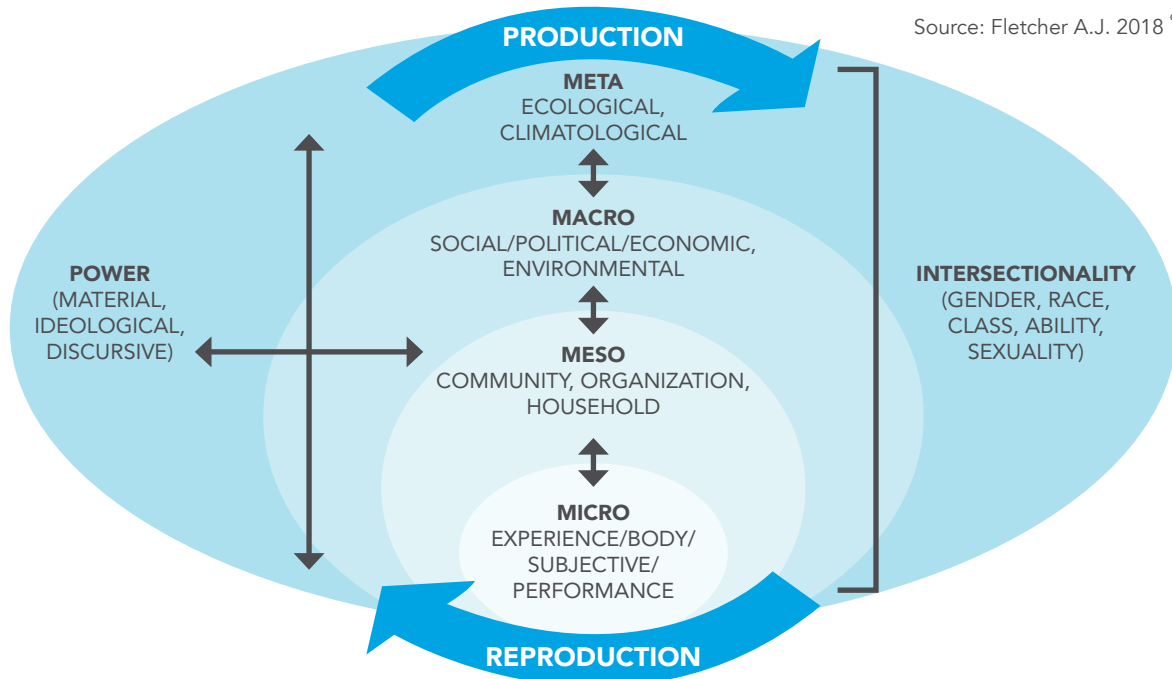 Source: Fletcher A.J. 2018
PRODUCTION
META
ECOLOGICAL,
CLIMATOLOGICAL
MACRO
SOCIAL/POLITICAL/ECONOMIC,
ENVIRONMENTAL
POWER
(MATERIAL,
IDEOLOGICAL,
DISCURSIVE)
INTERSECTIONALITY
(GENDER, RACE,
CLASS, ABILITY,
SEXUALITY)
MESO
COMMUNITY, ORGANIZATION,
HOUSEHOLD
MICRO
EXPERIENCE/BODY/
SUBJECTIVE/
PERFORMANCE
REPRODUCTION